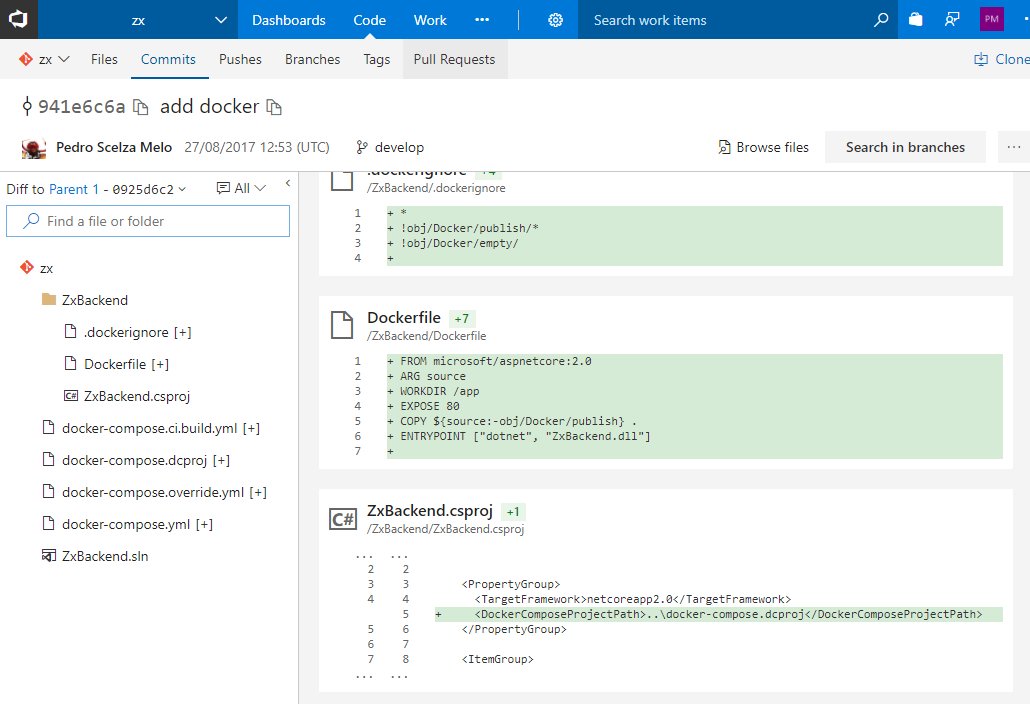 zx Dashboards Code Work ··· Search work items PM
zx Files Commits Pushes Branches Tags Pull Requests Clone
941e6c6a add docker
Pedro Scelza Melo 27/08/2017 12:53 (UTC) develop Browse files Search in branches ···
Diff to Parent 1 - 0925d6c2 All
Find a file or folder
zx
ZxBackend
.dockerignore [+]
Dockerfile [+]
C# ZxBackend.csproj
docker-compose.ci.build.yml [+]
docker-compose.dcproj [+]
docker-compose.override.yml [+]
docker-compose.yml [+]
ZxBackend.sln
.dockerignore +4
/ZxBackend/.dockerignore
1 + *
2 + !obj/Docker/publish/*
3 + !obj/Docker/empty/
4 +
Dockerfile +7
/ZxBackend/Dockerfile
1 + FROM microsoft/aspnetcore:2.0
2 + ARG source
3 + WORKDIR /app
4 + EXPOSE 80
5 + COPY ${source:-obj/Docker/publish} .
6 + ENTRYPOINT ["dotnet", "ZxBackend.dll"]
7 +
C# ZxBackend.csproj +1
/ZxBackend/ZxBackend.csproj
... ...
2 2
3 3 <PropertyGroup>
4 4 <TargetFramework>netcoreapp2.0</TargetFramework>
5 + <DockerComposeProjectPath>..\docker-compose.dcproj</DockerComposeProjectPath>
5 6 </PropertyGroup>
6 7
7 8 <ItemGroup>
... ...